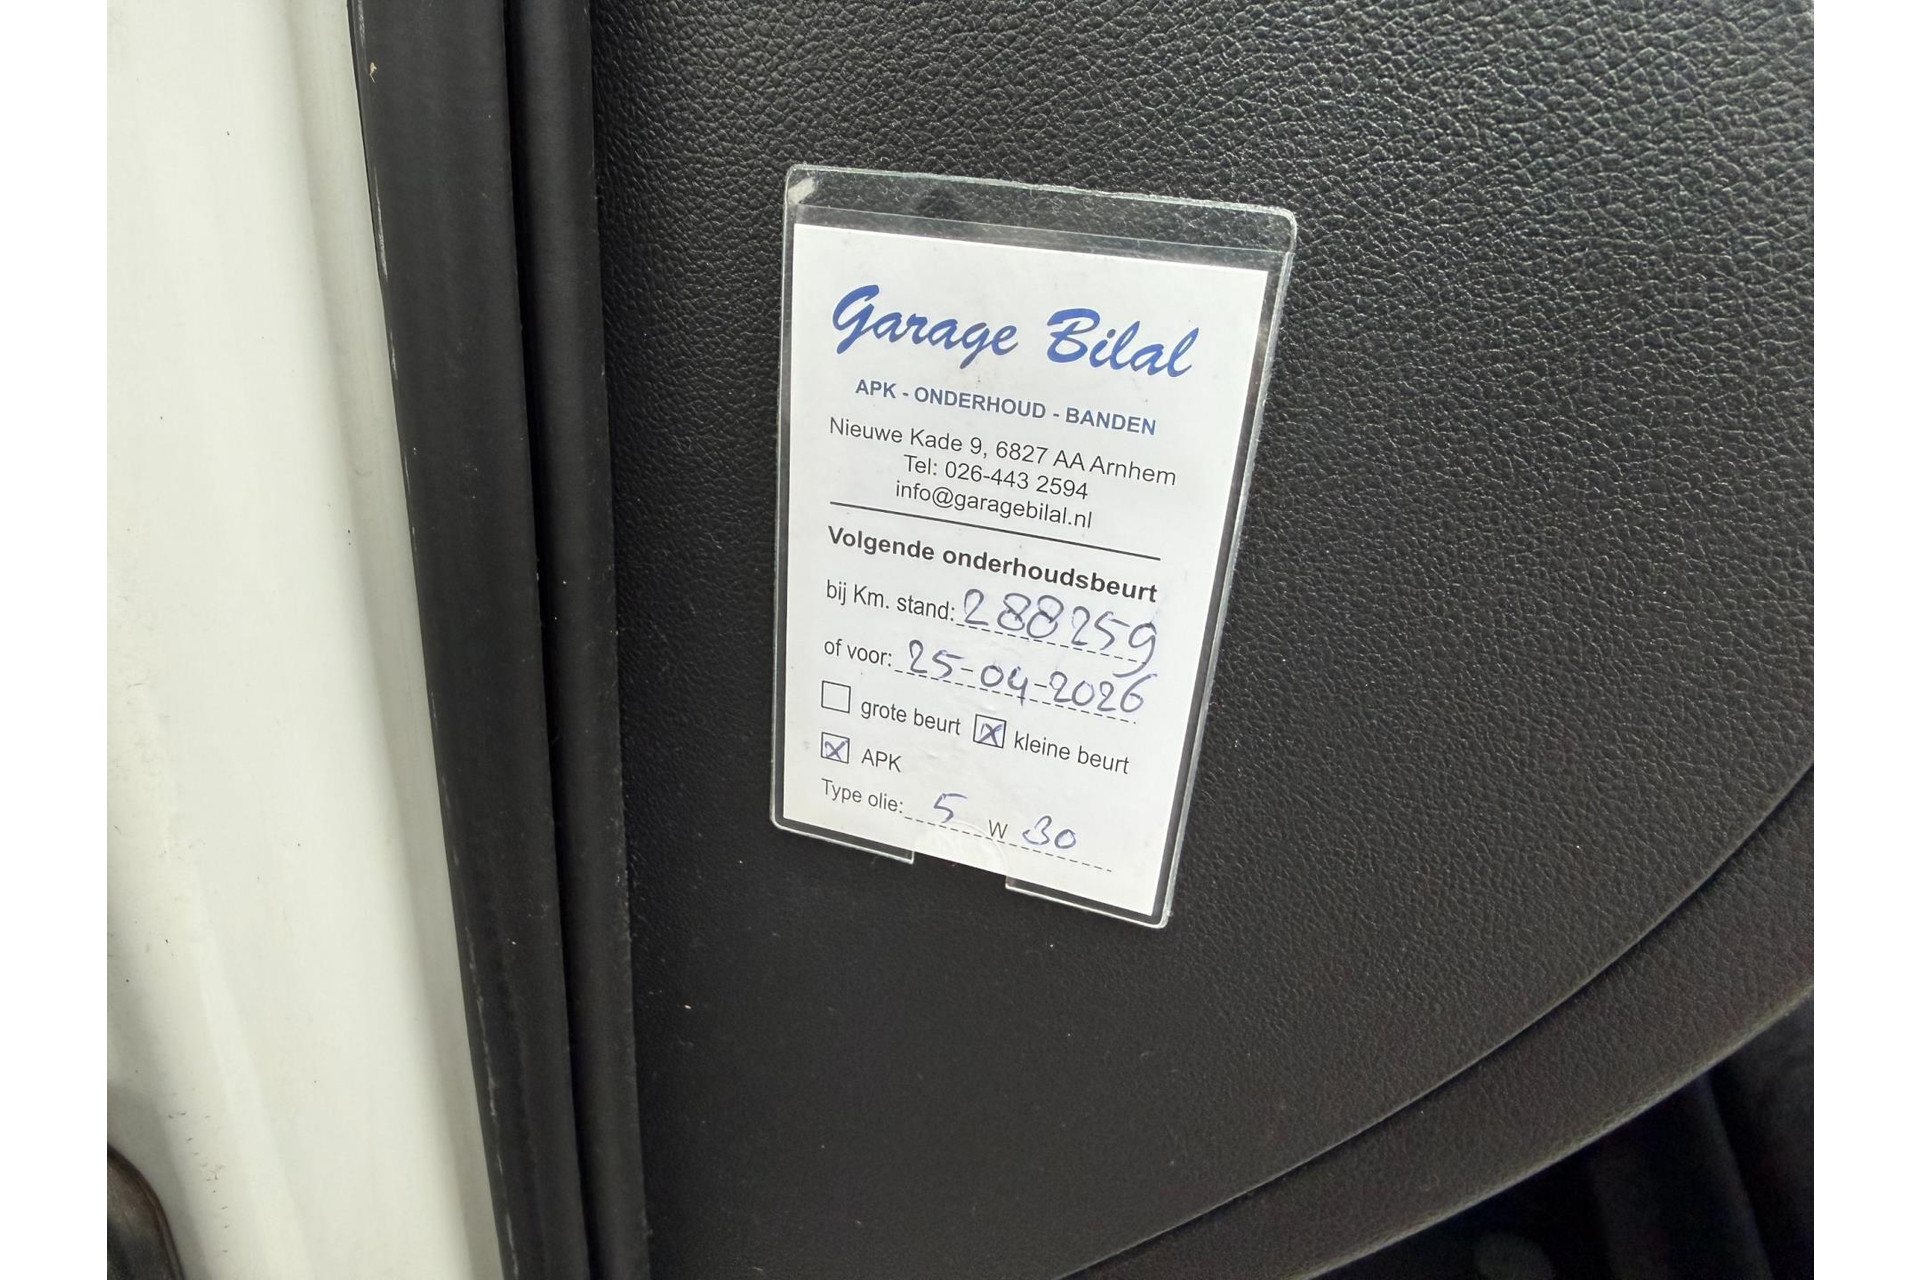 Garage Bilal
APK - ONDERHOUD - BANDEN
Nieuwe Kade 9, 6827 AA Arnhem
Tel: 026-443 2594
info@garagebilal.nl
Volgende onderhoudsbeurt
bij Km. stand: 288259
of voor: 25-04-2026
grote beurt x kleine beurt
x APK
Type olie: 5 W 30